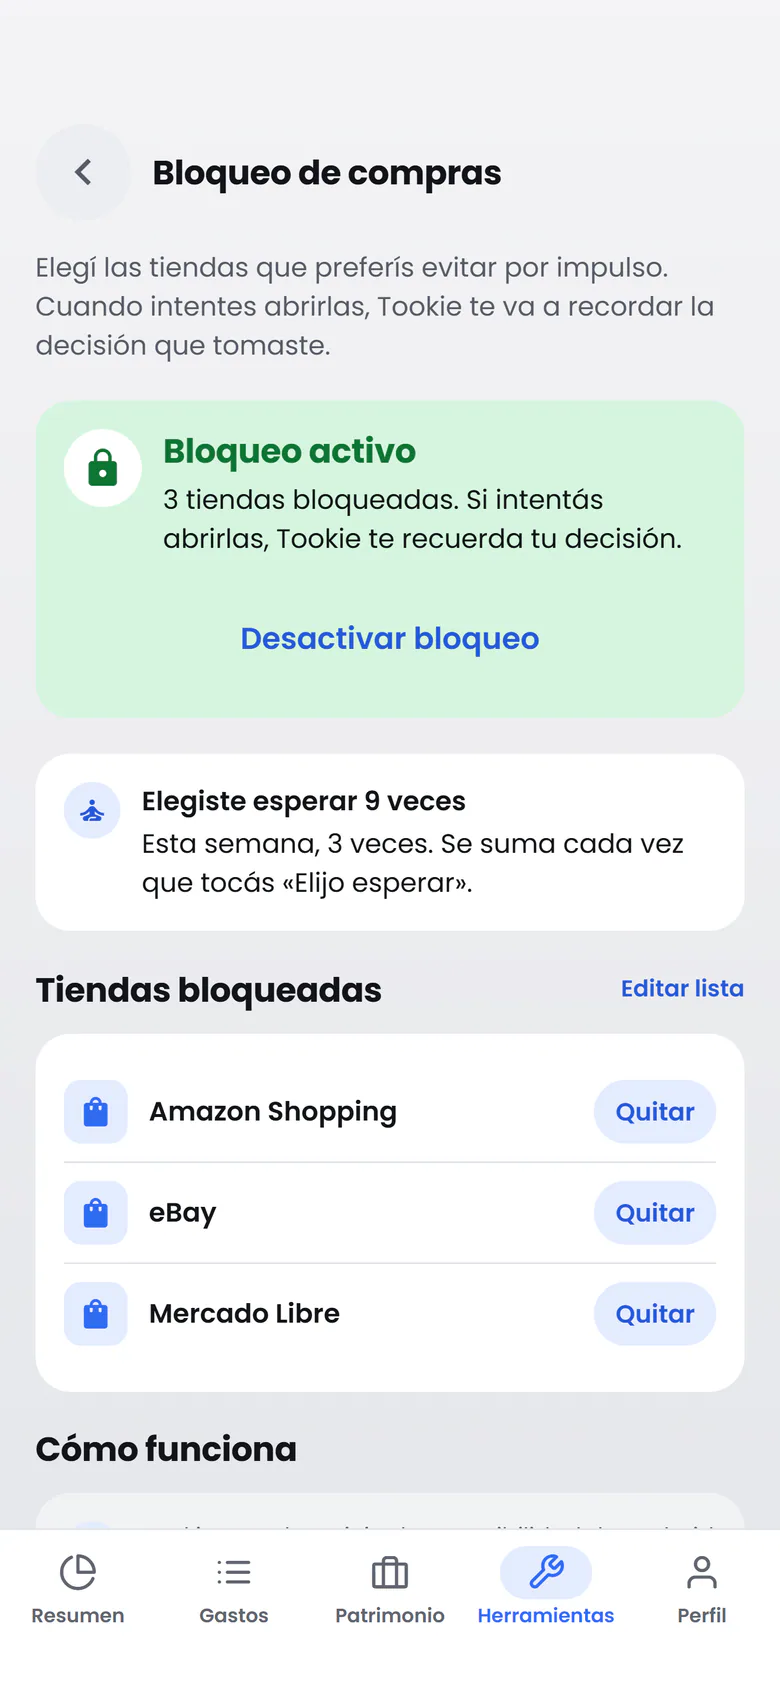 Bloqueo de compras
Elegí las tiendas que preferís evitar por impulso.
Cuando intentes abrirlas, Tookie te va a recordar la
decisión que tomaste.
Bloqueo activo
3 tiendas bloqueadas. Si intentás
abrirlas, Tookie te recuerda tu decisión.
Desactivar bloqueo
Elegiste esperar 9 veces
Esta semana, 3 veces. Se suma cada vez
que tocás «Elijo esperar».
Tiendas bloqueadas
Editar lista
Amazon Shopping
Quitar
eBay
Quitar
Mercado Libre
Quitar
Cómo funciona
Resumen
Gastos
Patrimonio
Herramientas
Perfil